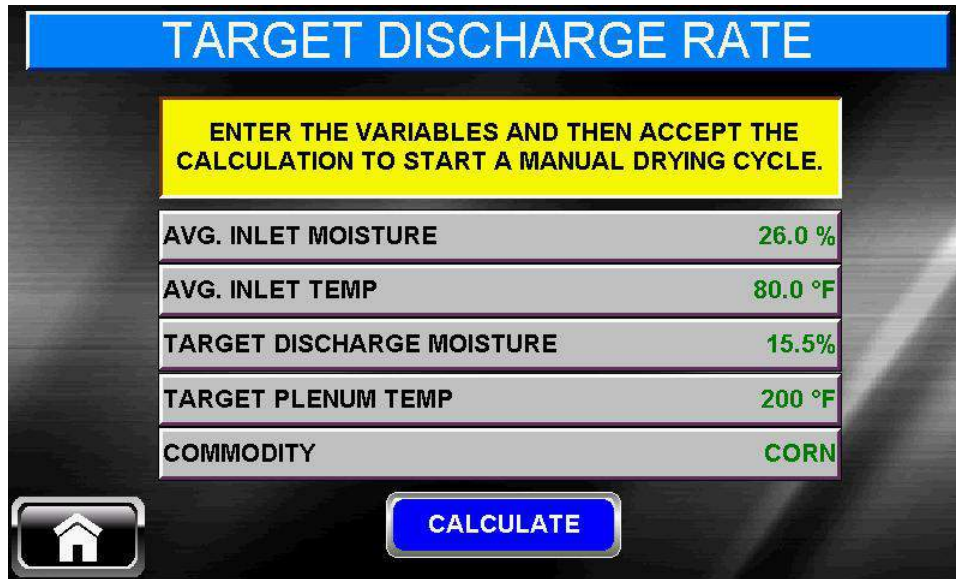 TARGET DISCHARGE RATE
ENTER THE VARIABLES AND THEN ACCEPT THE
CALCULATION TO START A MANUAL DRYING CYCLE.
AVG. INLET MOISTURE 26.0 %
AVG. INLET TEMP 80.0 °F
TARGET DISCHARGE MOISTURE 15.5%
TARGET PLENUM TEMP 200 °F
COMMODITY CORN
CALCULATE